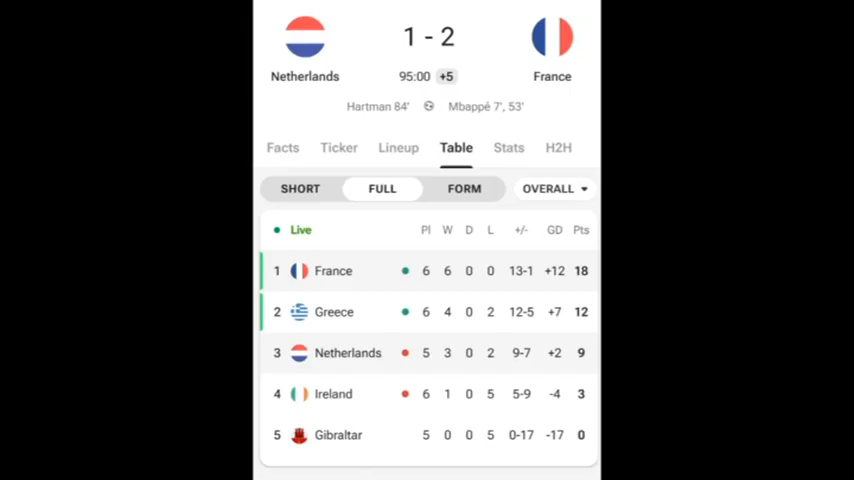 1 - 2
Netherlands 95:00 +5 France
Hartman 84' Mbappé 7', 53'
Facts Ticker Lineup Table Stats H2H
SHORT FULL FORM OVERALL
Live Pl W D L +/- GD Pts
1 France 6 6 0 0 13-1 +12 18
2 Greece 6 4 0 2 12-5 +7 12
3 Netherlands 5 3 0 2 9-7 +2 9
4 Ireland 6 1 0 5 5-9 -4 3
5 Gibraltar 5 0 0 5 0-17 -17 0